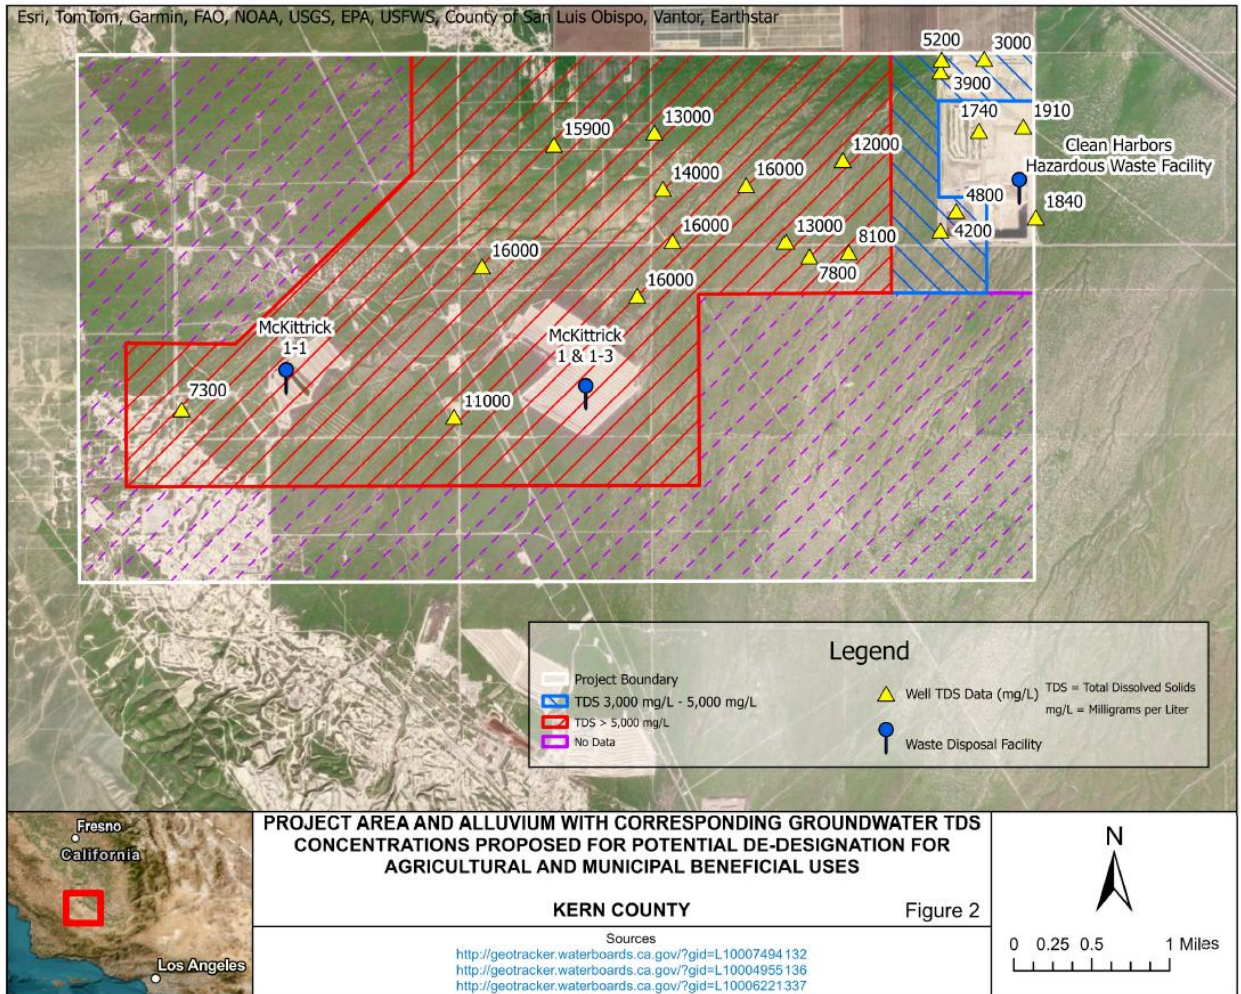 Esri, TomTom, Garmin, FAO, NOAA, USGS, EPA, USFWS, County of San Luis Obispo, Vantor, Earthstar
5200
3000
3900
1740
1910
Clean Harbors
Hazardous Waste Facility
15900
13000
12000
14000
16000
4800
1840
4200
16000
13000
8100
7800
16000
16000
McKittrick
1-1
McKittrick
1 & 1-3
7300
11000
Legend
Project Boundary
TDS 3,000 mg/L - 5,000 mg/L
TDS > 5,000 mg/L
No Data
Well TDS Data (mg/L)
Waste Disposal Facility
TDS = Total Dissolved Solids
mg/L = Milligrams per Liter
Fresno
California
Los Angeles
PROJECT AREA AND ALLUVIUM WITH CORRESPONDING GROUNDWATER TDS
CONCENTRATIONS PROPOSED FOR POTENTIAL DE-DESIGNATION FOR
AGRICULTURAL AND MUNICIPAL BENEFICIAL USES
KERN COUNTY
Figure 2
Sources
http://geotracker.waterboards.ca.gov/?gid=L10007494132
http://geotracker.waterboards.ca.gov/?gid=L10004955136
http://geotracker.waterboards.ca.gov/?gid=L10006221337
N
0 0.25 0.5 1 Miles